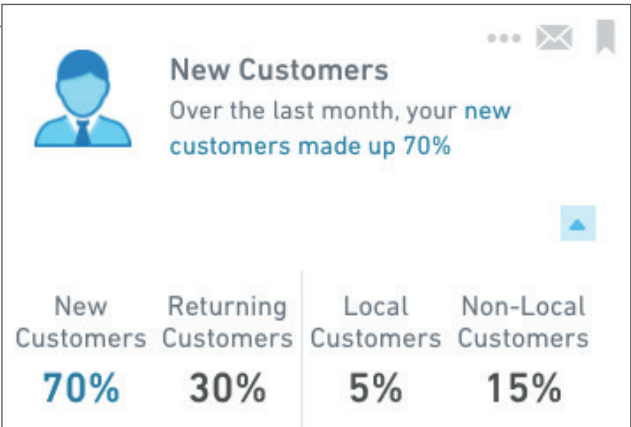 New Customers
Over the last month, your new
customers made up 70%
New Returning Local Non-Local
Customers Customers Customers Customers
70% 30% 5% 15%